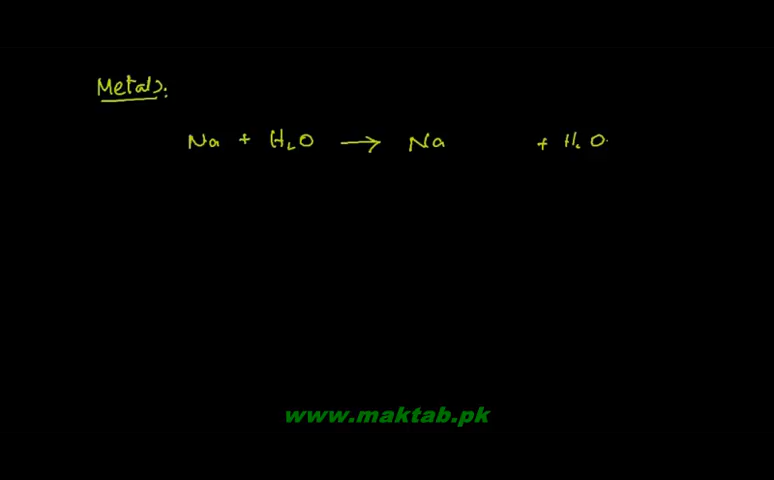 Metals:
Na + H₂O → Na + H₂O
www.maktab.pk